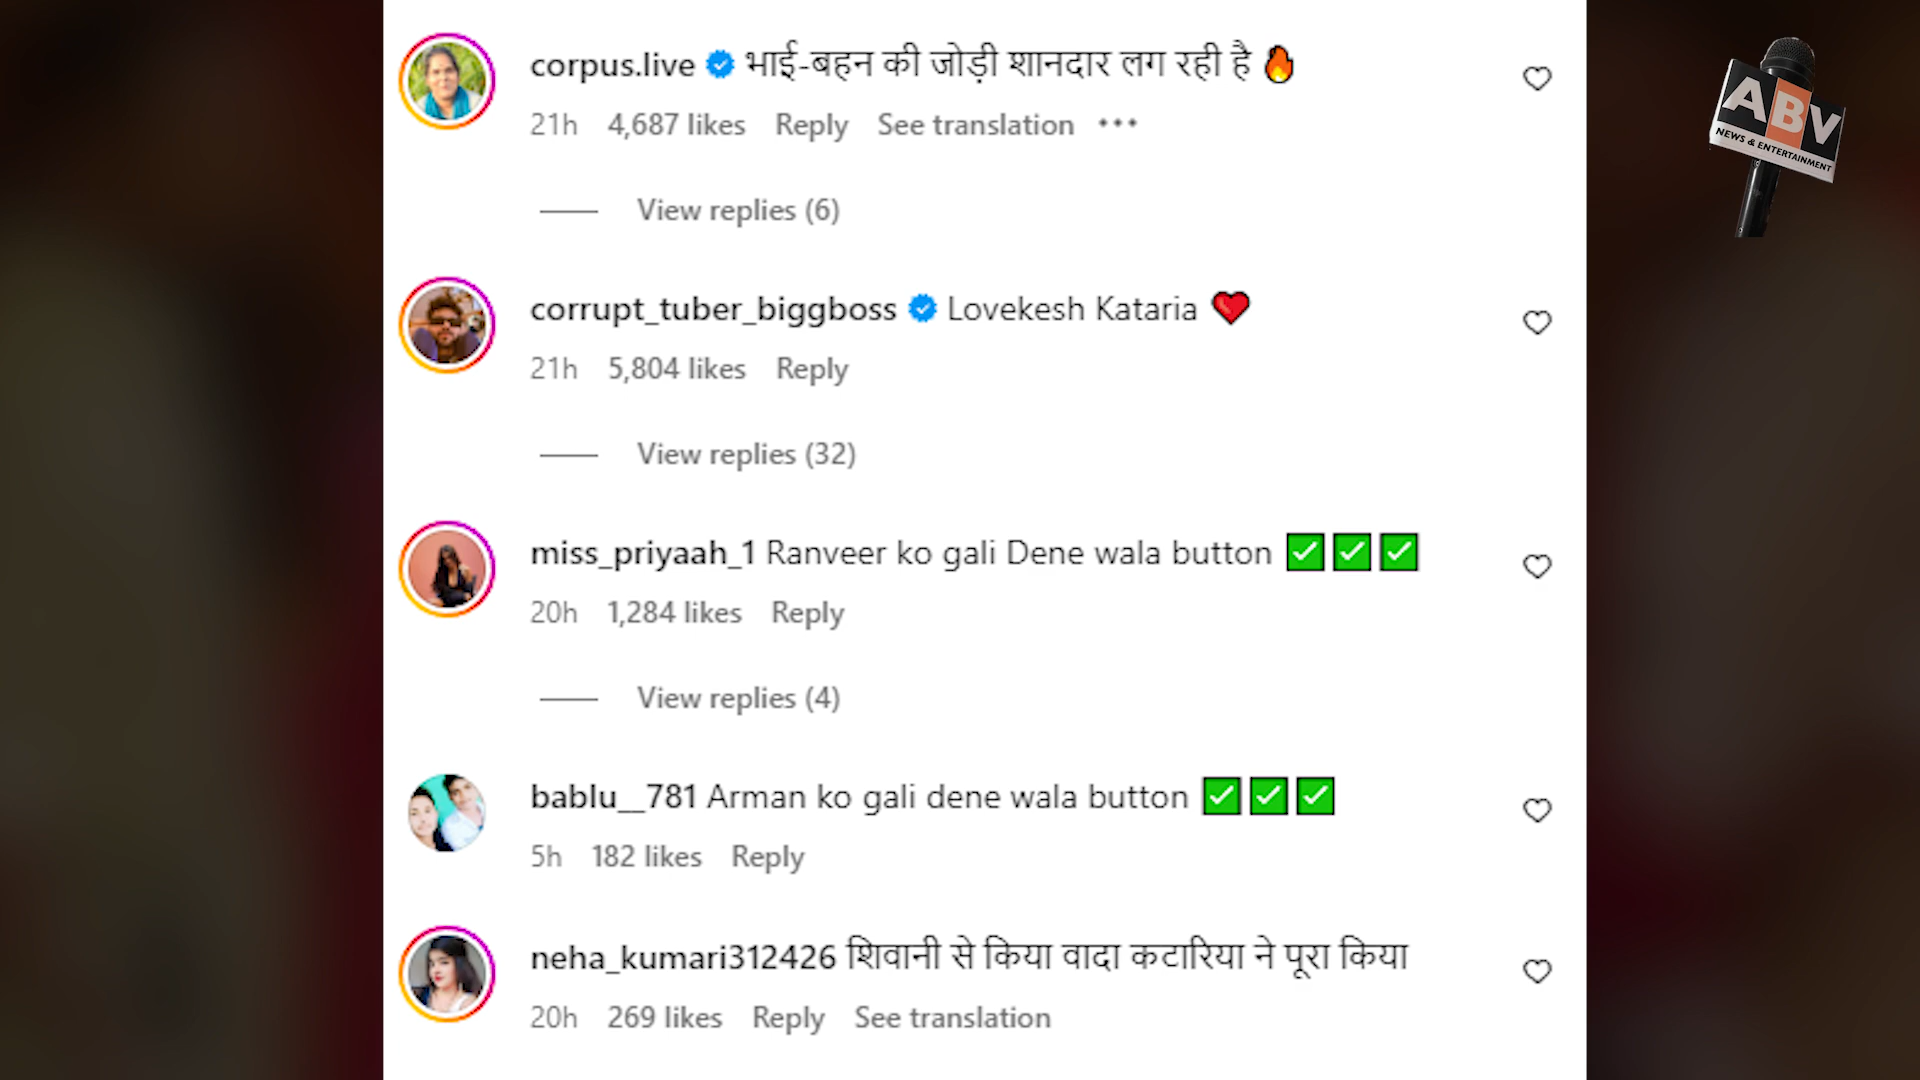 corpus.live भाई-बहन की जोड़ी शानदार लग रही है 🔥
21h 4,687 likes Reply See translation •••
View replies (6)
corrupt_tuber_biggboss Lovekesh Kataria ❤️
21h 5,804 likes Reply
View replies (32)
miss_priyaah_1 Ranveer ko gali Dene wala button ✅✅✅
20h 1,284 likes Reply
View replies (4)
bablu__781 Arman ko gali dene wala button ✅✅✅
5h 182 likes Reply
neha_kumari312426 शिवानी से किया वादा कटारिया ने पूरा किया
20h 269 likes Reply See translation
ABV
NEWS & ENTERTAINMENT